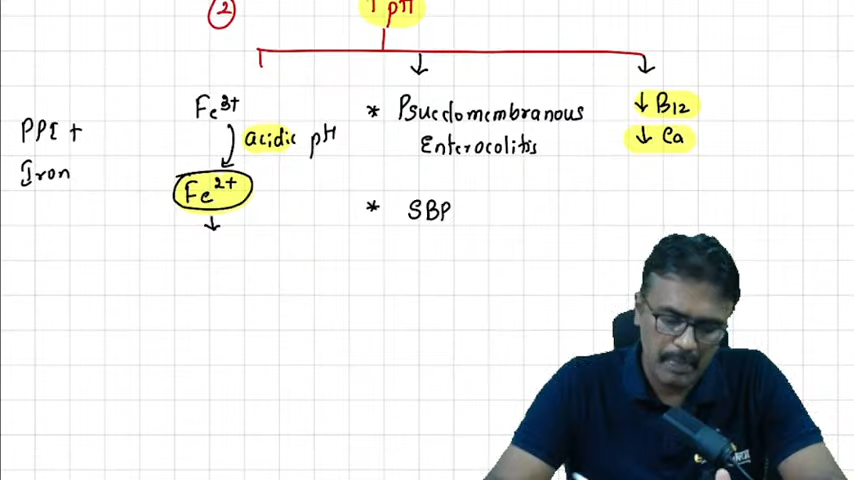 2
↑ pH
Fe3+
acidic pH
Fe2+
↓
PPI +
Iron
* Pseudomembranous
Enterocolitis
* SBP
↓ B12
↓ Ca